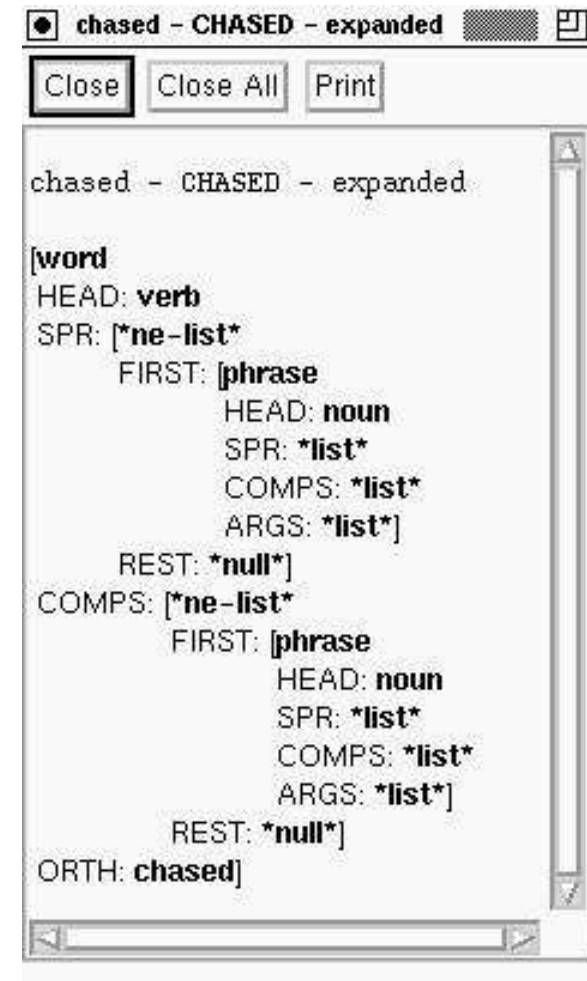 chased - CHASED - expanded
Close Close All Print
chased - CHASED - expanded
[word
HEAD: verb
SPR: [*ne-list*
FIRST: [phrase
HEAD: noun
SPR: *list*
COMPS: *list*
ARGS: *list*]
REST: *null*]
COMPS: [*ne-list*
FIRST: [phrase
HEAD: noun
SPR: *list*
COMPS: *list*
ARGS: *list*]
REST: *null*]
ORTH: chased]